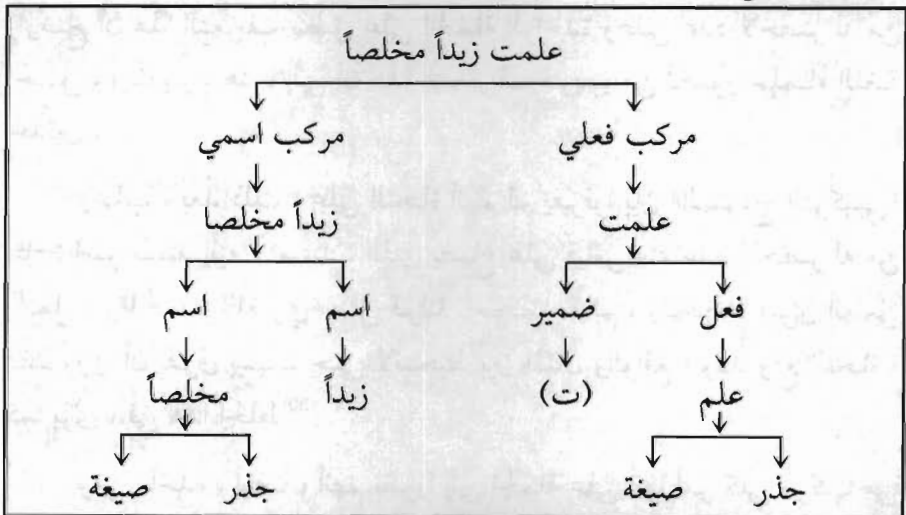 علمت زيداً مخلصاً
مركب فعلي مركب اسمي
علمت زيداً مخلصا
فعل ضمير اسم اسم
علم (ت) زيداً مخلصاً
جذر صيغة جذر صيغة